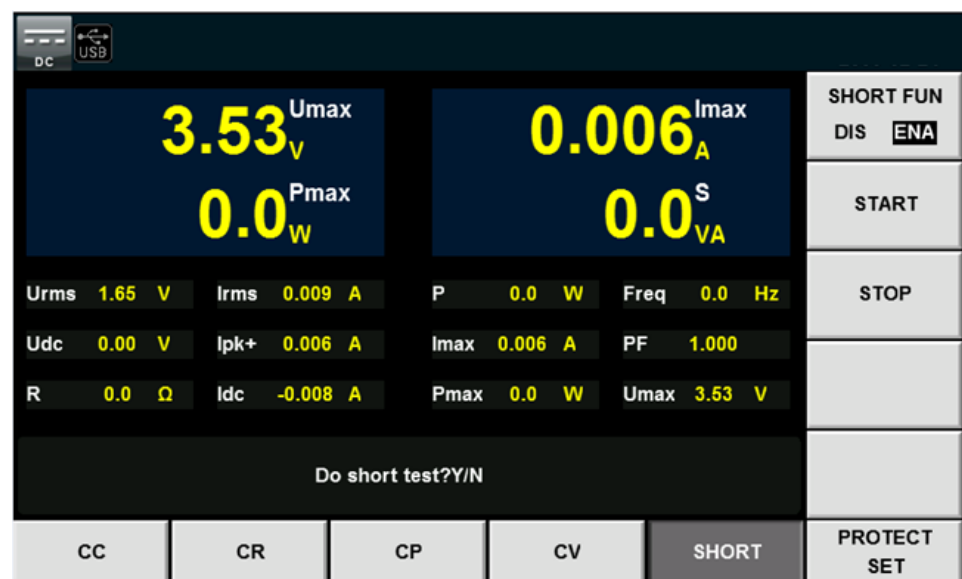 DC USB
3.53 V Umax 0.006 A Imax
0.0 W Pmax 0.0 VA S
Urms 1.65 V Irms 0.009 A P 0.0 W Freq 0.0 Hz
Udc 0.00 V Ipk+ 0.006 A Imax 0.006 A PF 1.000
R 0.0 Ω Idc -0.008 A Pmax 0.0 W Umax 3.53 V
Do short test?Y/N
SHORT FUN
DIS ENA
START
STOP
CC CR CP CV SHORT
PROTECT
SET